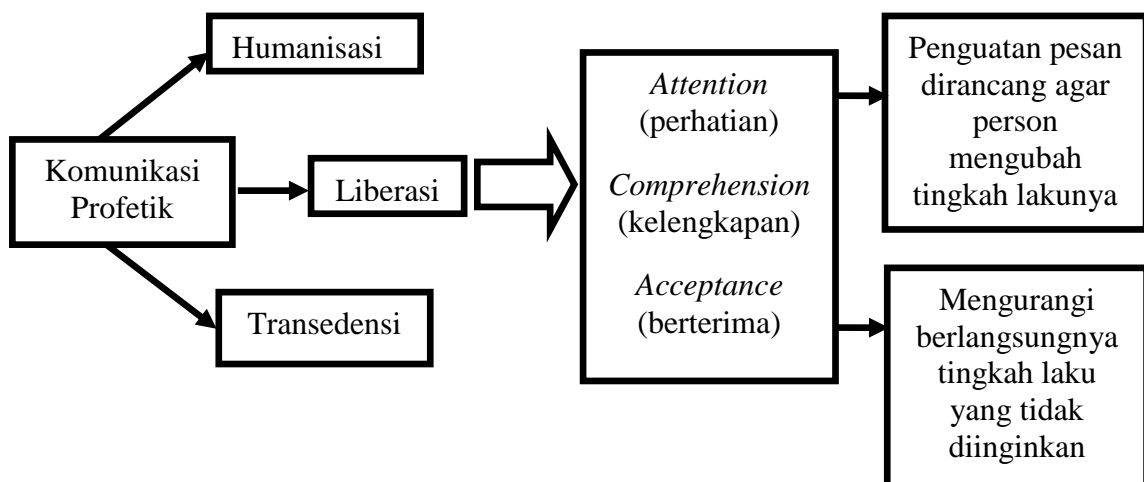 Humanisasi
Komunikasi
Profetik
Liberasi
Transedensi
Attention
(perhatian)
Comprehension
(kelengkapan)
Acceptance
(berterima)
Penguatan pesan
dirancang agar
person
mengubah
tingkah lakunya
Mengurangi
berlangsungnya
tingkah laku
yang tidak
diinginkan